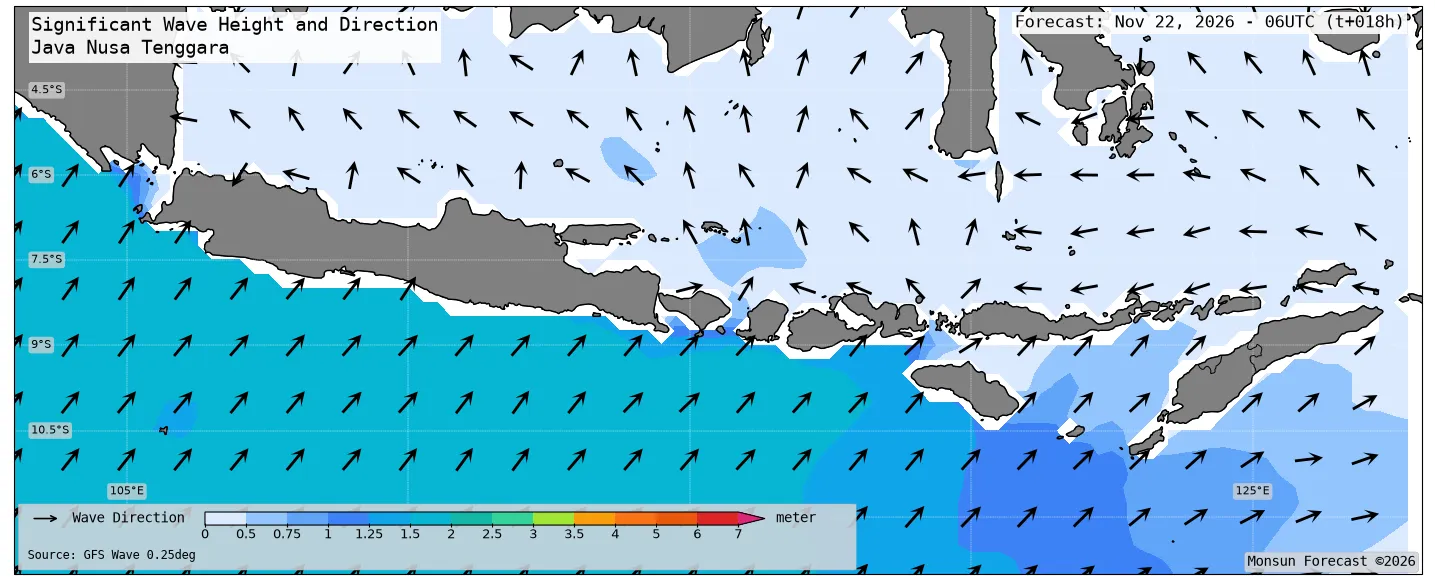 Significant Wave Height and Direction
Java Nusa Tenggara
Forecast: Nov 22, 2026 - 06UTC (t+018h)
4.5°S
6°S
7.5°S
9°S
10.5°S
105°E
125°E
Wave Direction
0 0.5 0.75 1 1.25 1.5 2 2.5 3 3.5 4 5 6 7
meter
Source: GFS Wave 0.25deg
Monsun Forecast ©2026